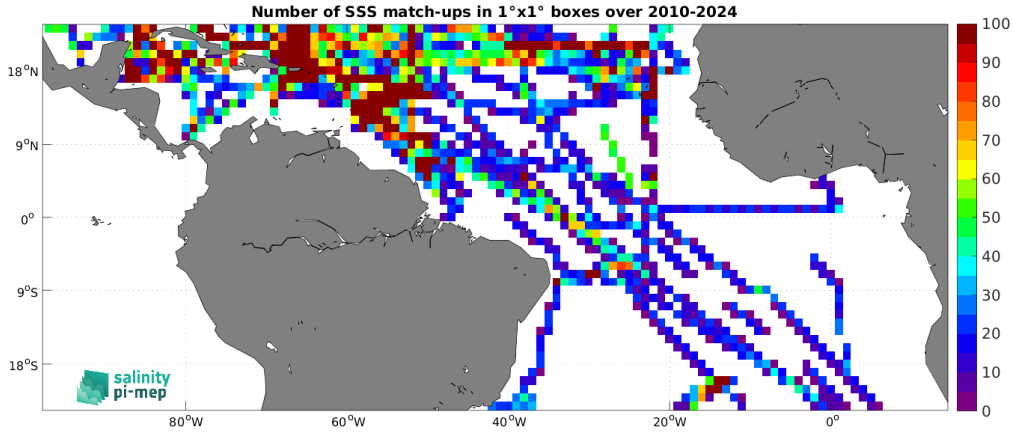 Number of SSS match-ups in 1°x1° boxes over 2010-2024
18°N
9°N
0°
9°S
18°S
80°W
60°W
40°W
20°W
0°
100
90
80
70
60
50
40
30
20
10
0
salinity
pi-mep